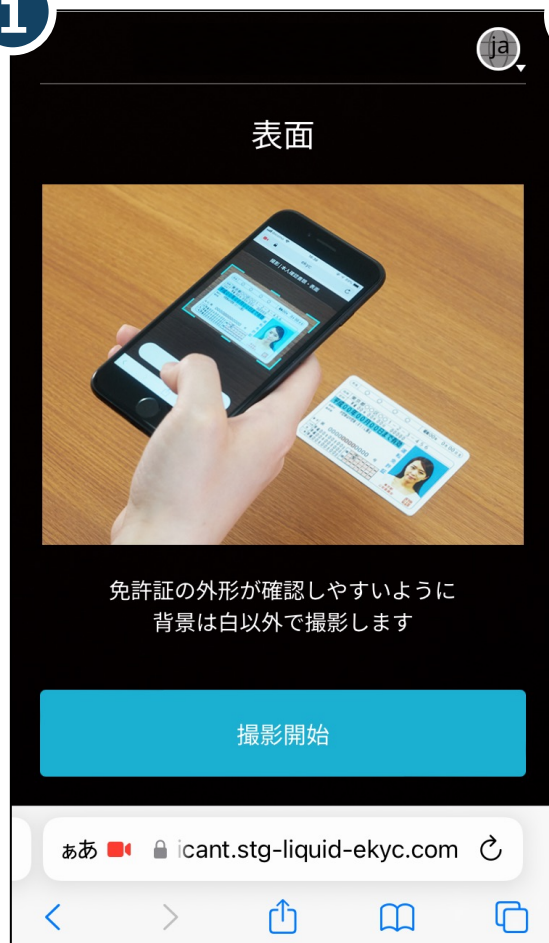 1
ja
表面
免許証の外形が確認しやすいように
背景は白以外で撮影します
撮影開始
ぁあ
icant.stg-liquid-ekyc.com